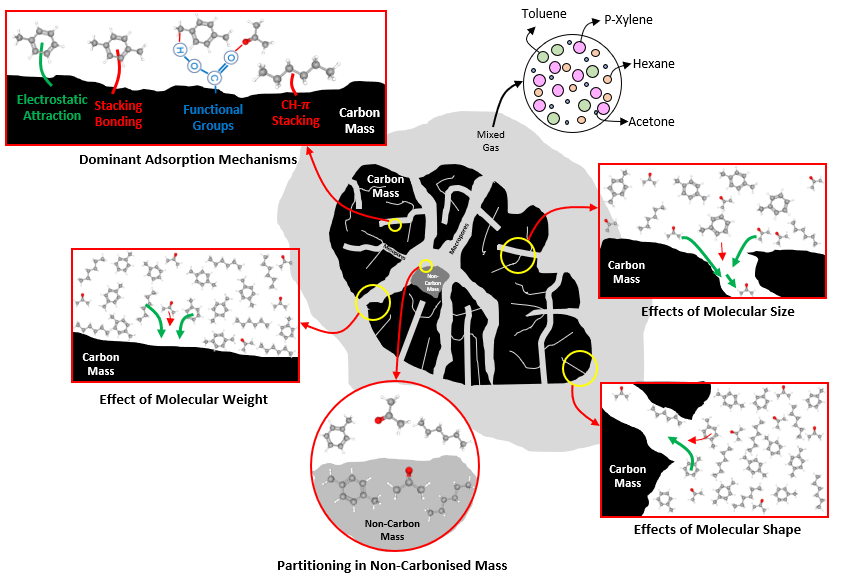 Toluene
P-Xylene
Hexane
Acetone
Mixed
Gas
Electrostatic
Attraction
Stacking
Bonding
H
O
C
O
Functional
Groups
CH-π
Stacking
Carbon
Mass
Dominant Adsorption Mechanisms
Carbon
Mass
Macropores
Non-
Carbon
Mass
Carbon
Mass
Effects of Molecular Size
Carbon
Mass
Effect of Molecular Weight
Carbon
Mass
Effects of Molecular Shape
Non-Carbon
Mass
Partitioning in Non-Carbonised Mass